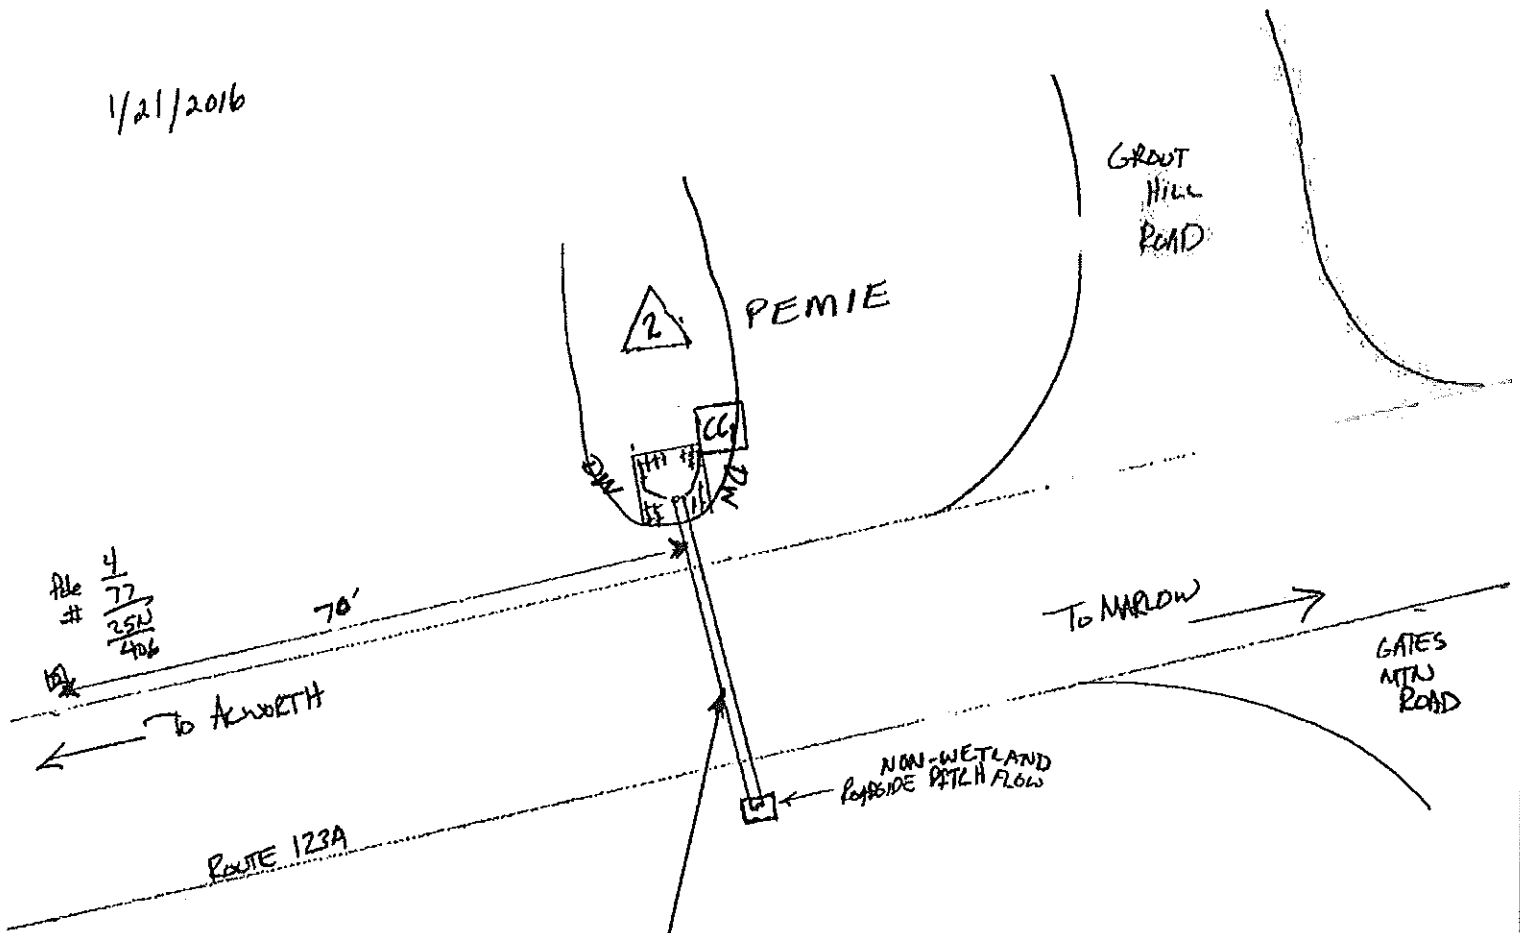 1/21/2016
GROUT
HILL
ROAD
2
PEMIE
CC
DW
DW
Pole
#
4
77
25N
406
70'
TO ACWORTH
TO MARLOW
GATES
MTN
ROAD
NON-WETLAND
ROADSIDE DITCH FLOW
ROUTE 123A